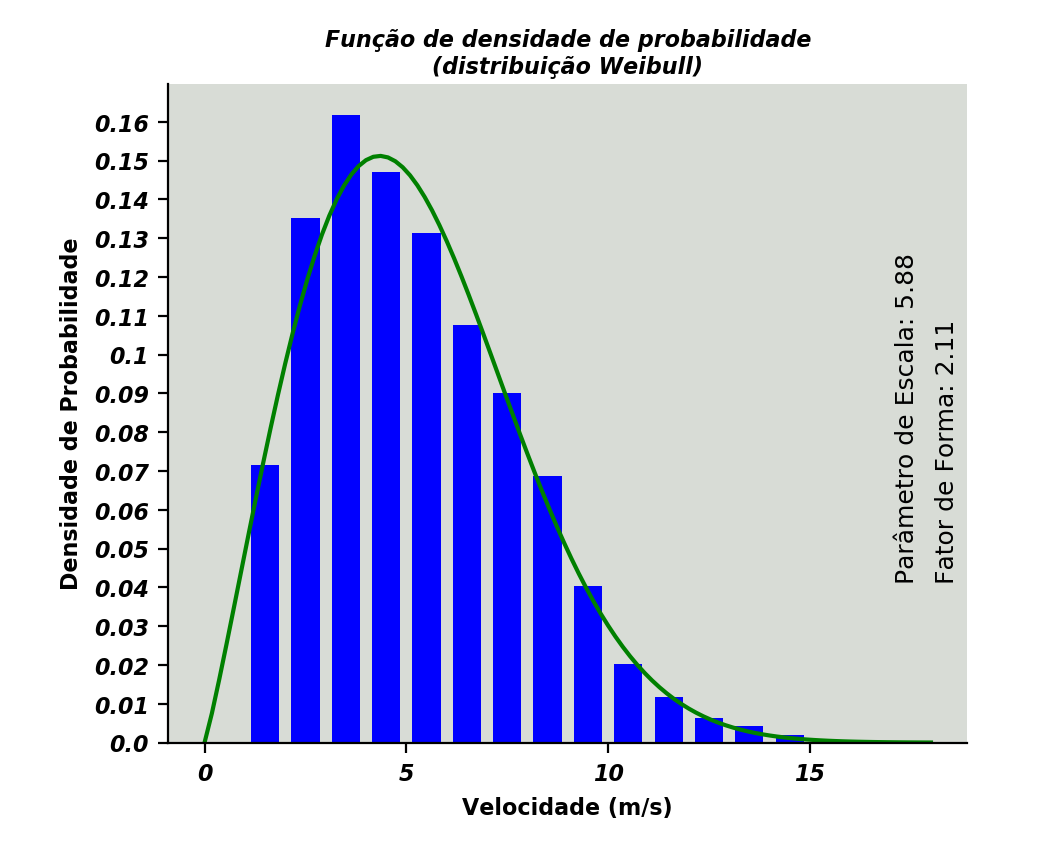 Função de densidade de probabilidade
(distribuição Weibull)
Densidade de Probabilidade
0.16
0.15
0.14
0.13
0.12
0.11
0.1
0.09
0.08
0.07
0.06
0.05
0.04
0.03
0.02
0.01
0.0
Parâmetro de Escala: 5.88
Fator de Forma: 2.11
0 5 10 15
Velocidade (m/s)